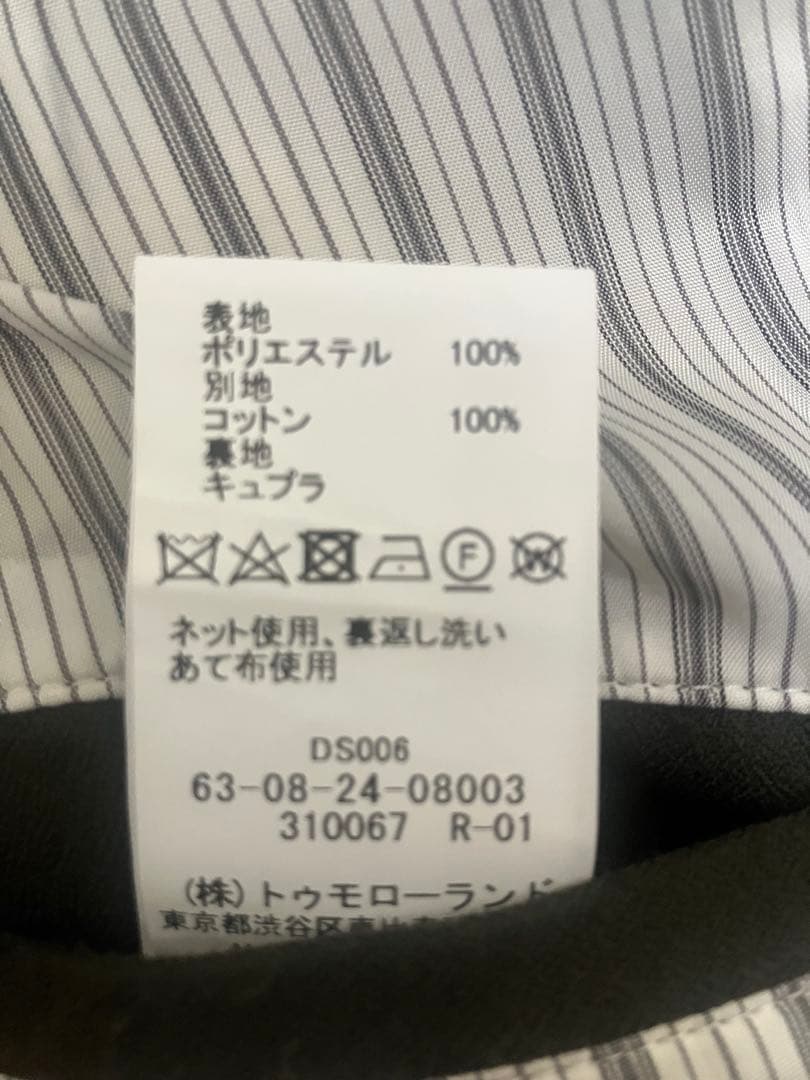 表地
ポリエステル 100%
別地
コットン 100%
裏地
キュプラ
F W
ネット使用、裏返し洗い
あて布使用
DS006
63-08-24-08003
310067 R-01
(株)トゥモローランド
東京都渋谷区